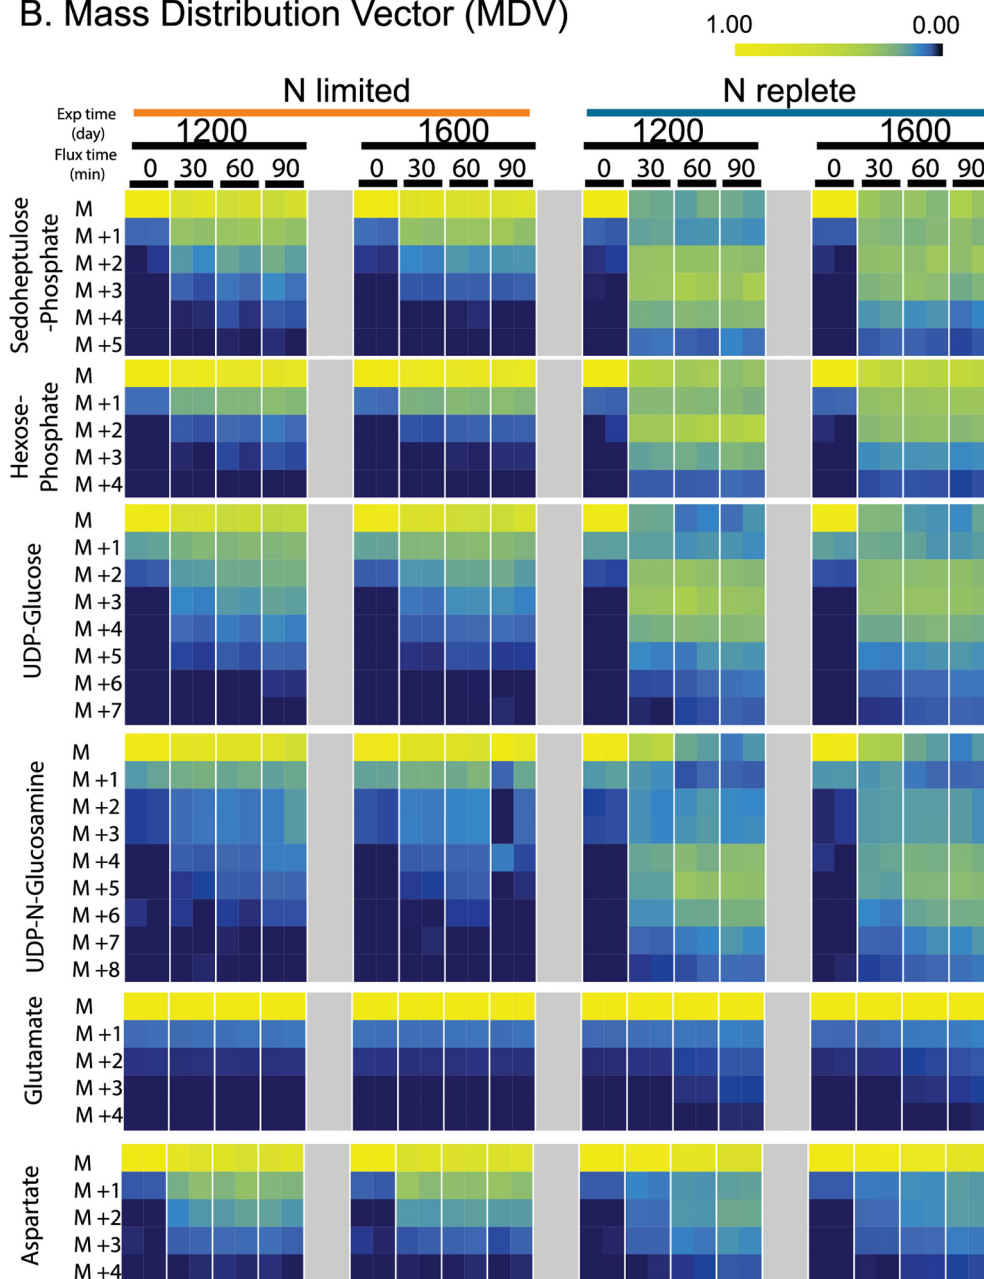 B. Mass Distribution Vector (MDV)
1.00 0.00
N limited N replete
Exp time (day) 1200 1600 1200 1600
Flux time (min) 0 30 60 90 0 30 60 90 0 30 60 90 0 30 60 90
Sedoheptulose -Phosphate
M
M +1
M +2
M +3
M +4
M +5
Hexose- Phosphate
M
M +1
M +2
M +3
M +4
UDP-Glucose
M
M +1
M +2
M +3
M +4
M +5
M +6
M +7
UDP-N-Glucosamine
M
M +1
M +2
M +3
M +4
M +5
M +6
M +7
M +8
Glutamate
M
M +1
M +2
M +3
M +4
Aspartate
M
M +1
M +2
M +3
M +4